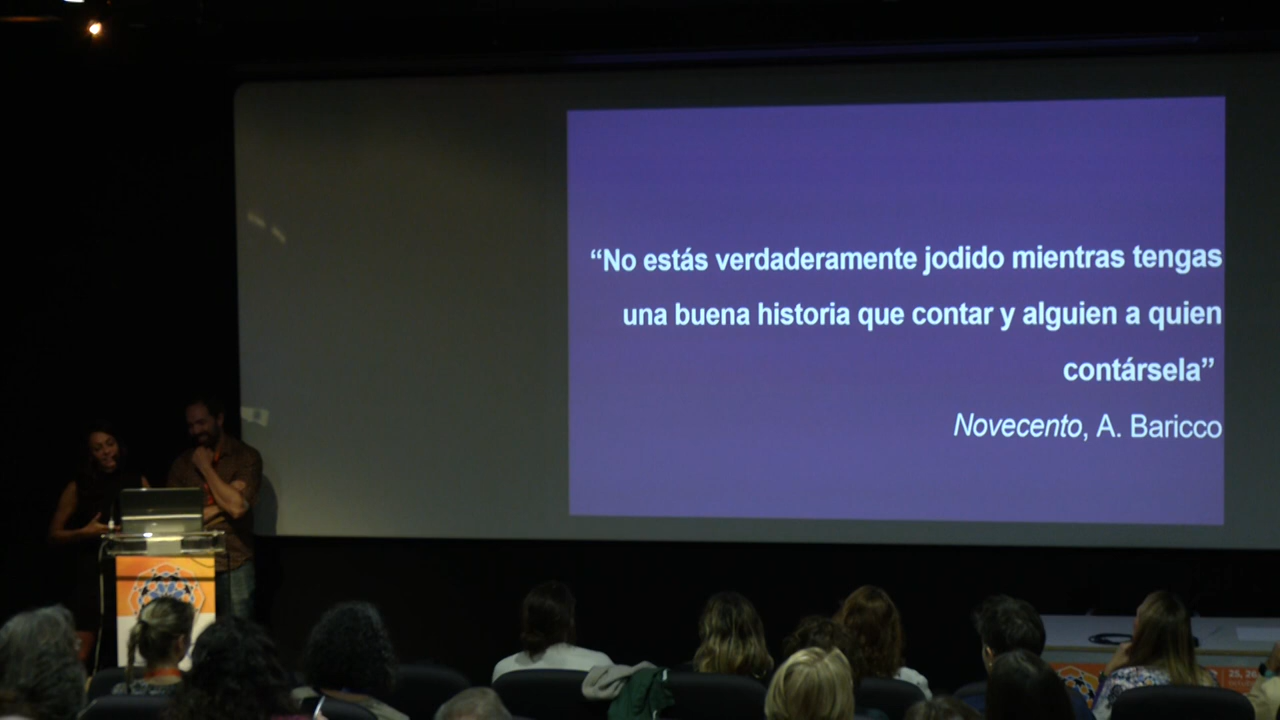 “No estás verdaderamente jodido mientras tengas
una buena historia que contar y alguien a quien
contársela”
Novecento, A. Baricco